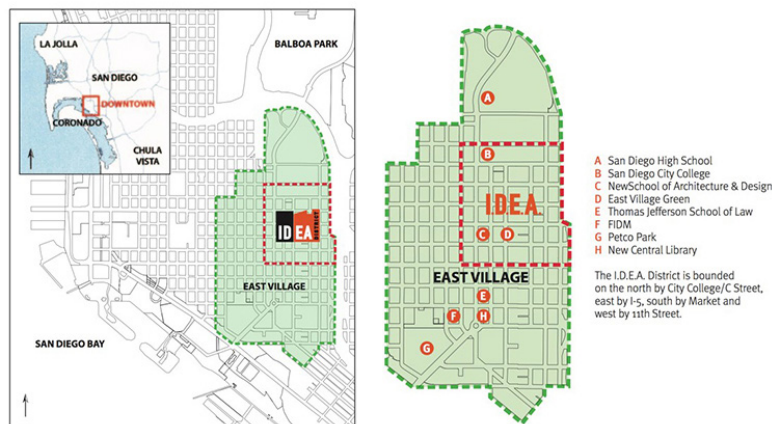 LA JOLLA
SAN DIEGO
DOWNTOWN
CORONADO
CHULA
VISTA
BALBOA PARK
IDEA
DISTRICT
EAST VILLAGE
SAN DIEGO BAY
A
B
I.D.E.A.
C D
EAST VILLAGE
E
F H
G
A San Diego High School
B San Diego City College
C NewSchool of Architecture & Design
D East Village Green
E Thomas Jefferson School of Law
F FIDM
G Petco Park
H New Central Library
The I.D.E.A. District is bounded
on the north by City College/C Street,
east by I-5, south by Market and
west by 11th Street.